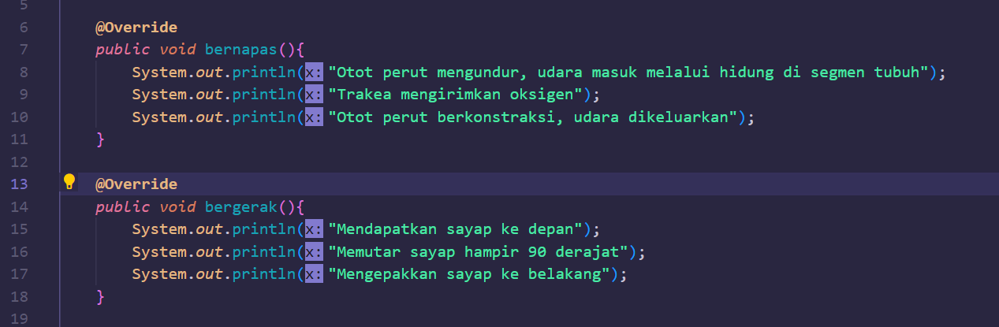 5
6 @Override
7 public void bernapas(){
8 System.out.println(x: "Otot perut mengundur, udara masuk melalui hidung di segmen tubuh");
9 System.out.println(x: "Trakea mengirimkan oksigen");
10 System.out.println(x: "Otot perut berkonstraksi, udara dikeluarkan");
11 }
12
13 @Override
14 public void bergerak(){
15 System.out.println(x: "Mendapatkan sayap ke depan");
16 System.out.println(x: "Memutar sayap hampir 90 derajat");
17 System.out.println(x: "Mengepakkan sayap ke belakang");
18 }
19